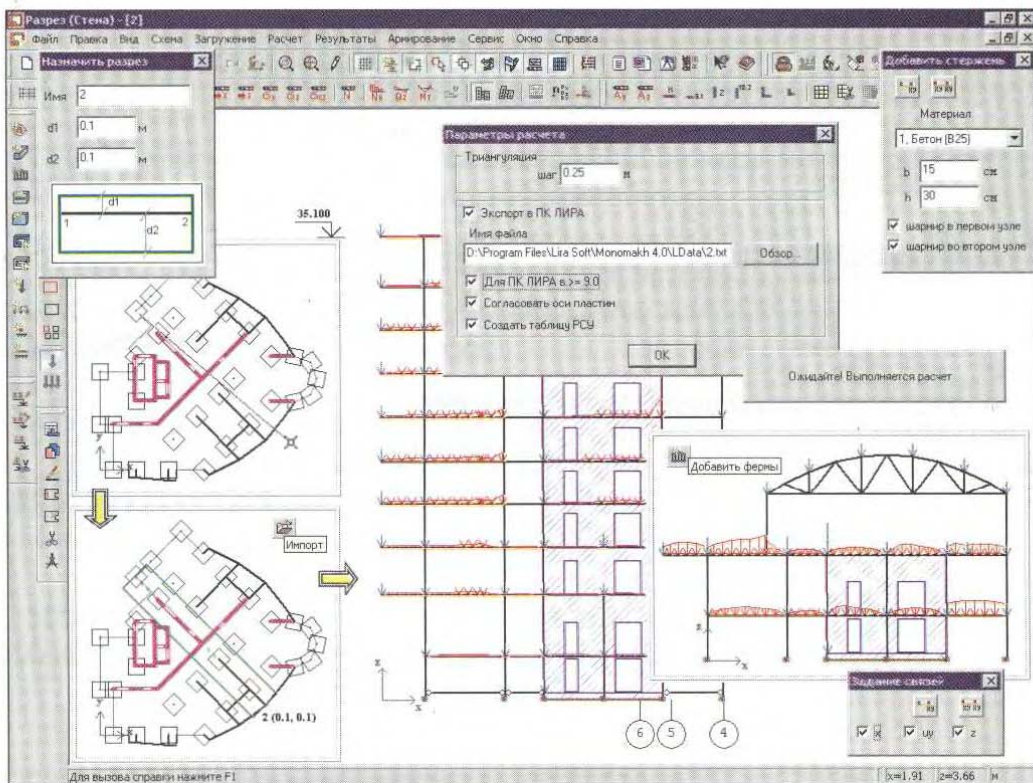 Разрез (Стена) - [2]
Файл Правка Вид Схема Загружение Расчет Результаты Армирование Сервис Окно Справка
Назначить разрез
Имя 2
d1 0.1 м
d2 0.1 м
d1
1 d2 2
35.100
Параметры расчета
Триангуляция
шаг 0.25 м
Экспорт в ПК ЛИРА
Имя файла
D:\Program Files\Lira Soft\Monomakh 4.0\LData\2.txt Обзор...
Для ПК ЛИРА в.>= 9.0
Согласовать оси пластин
Создать таблицу РСУ
OK
Добавить стержень
Материал
1, Бетон (B25)
b 15 см
h 30 см
шарнир в первом узле
шарнир во втором узле
Ожидайте! Выполняется расчет
y
x
Импорт
2 (0.1, 0.1)
y
x
z
x
6 5 4
Добавить фермы
z
x
Задание связей
x uy z
Для вызова справки нажмите F1
x=1.91 z=3.66 м